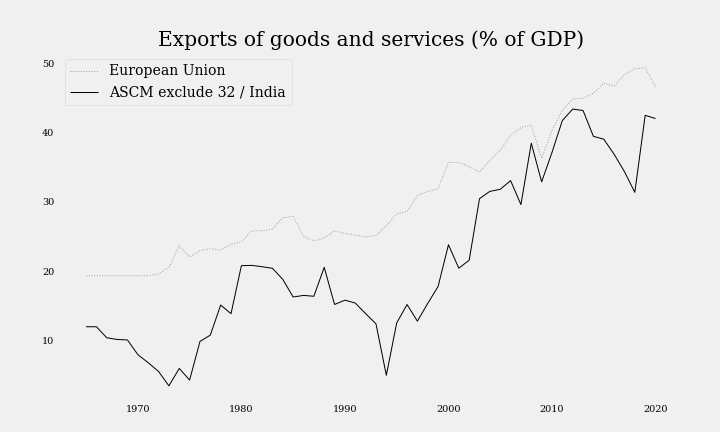 Exports of goods and services (% of GDP)
European Union
ASCM exclude 32 / India
50
40
30
20
10
1970 1980 1990 2000 2010 2020